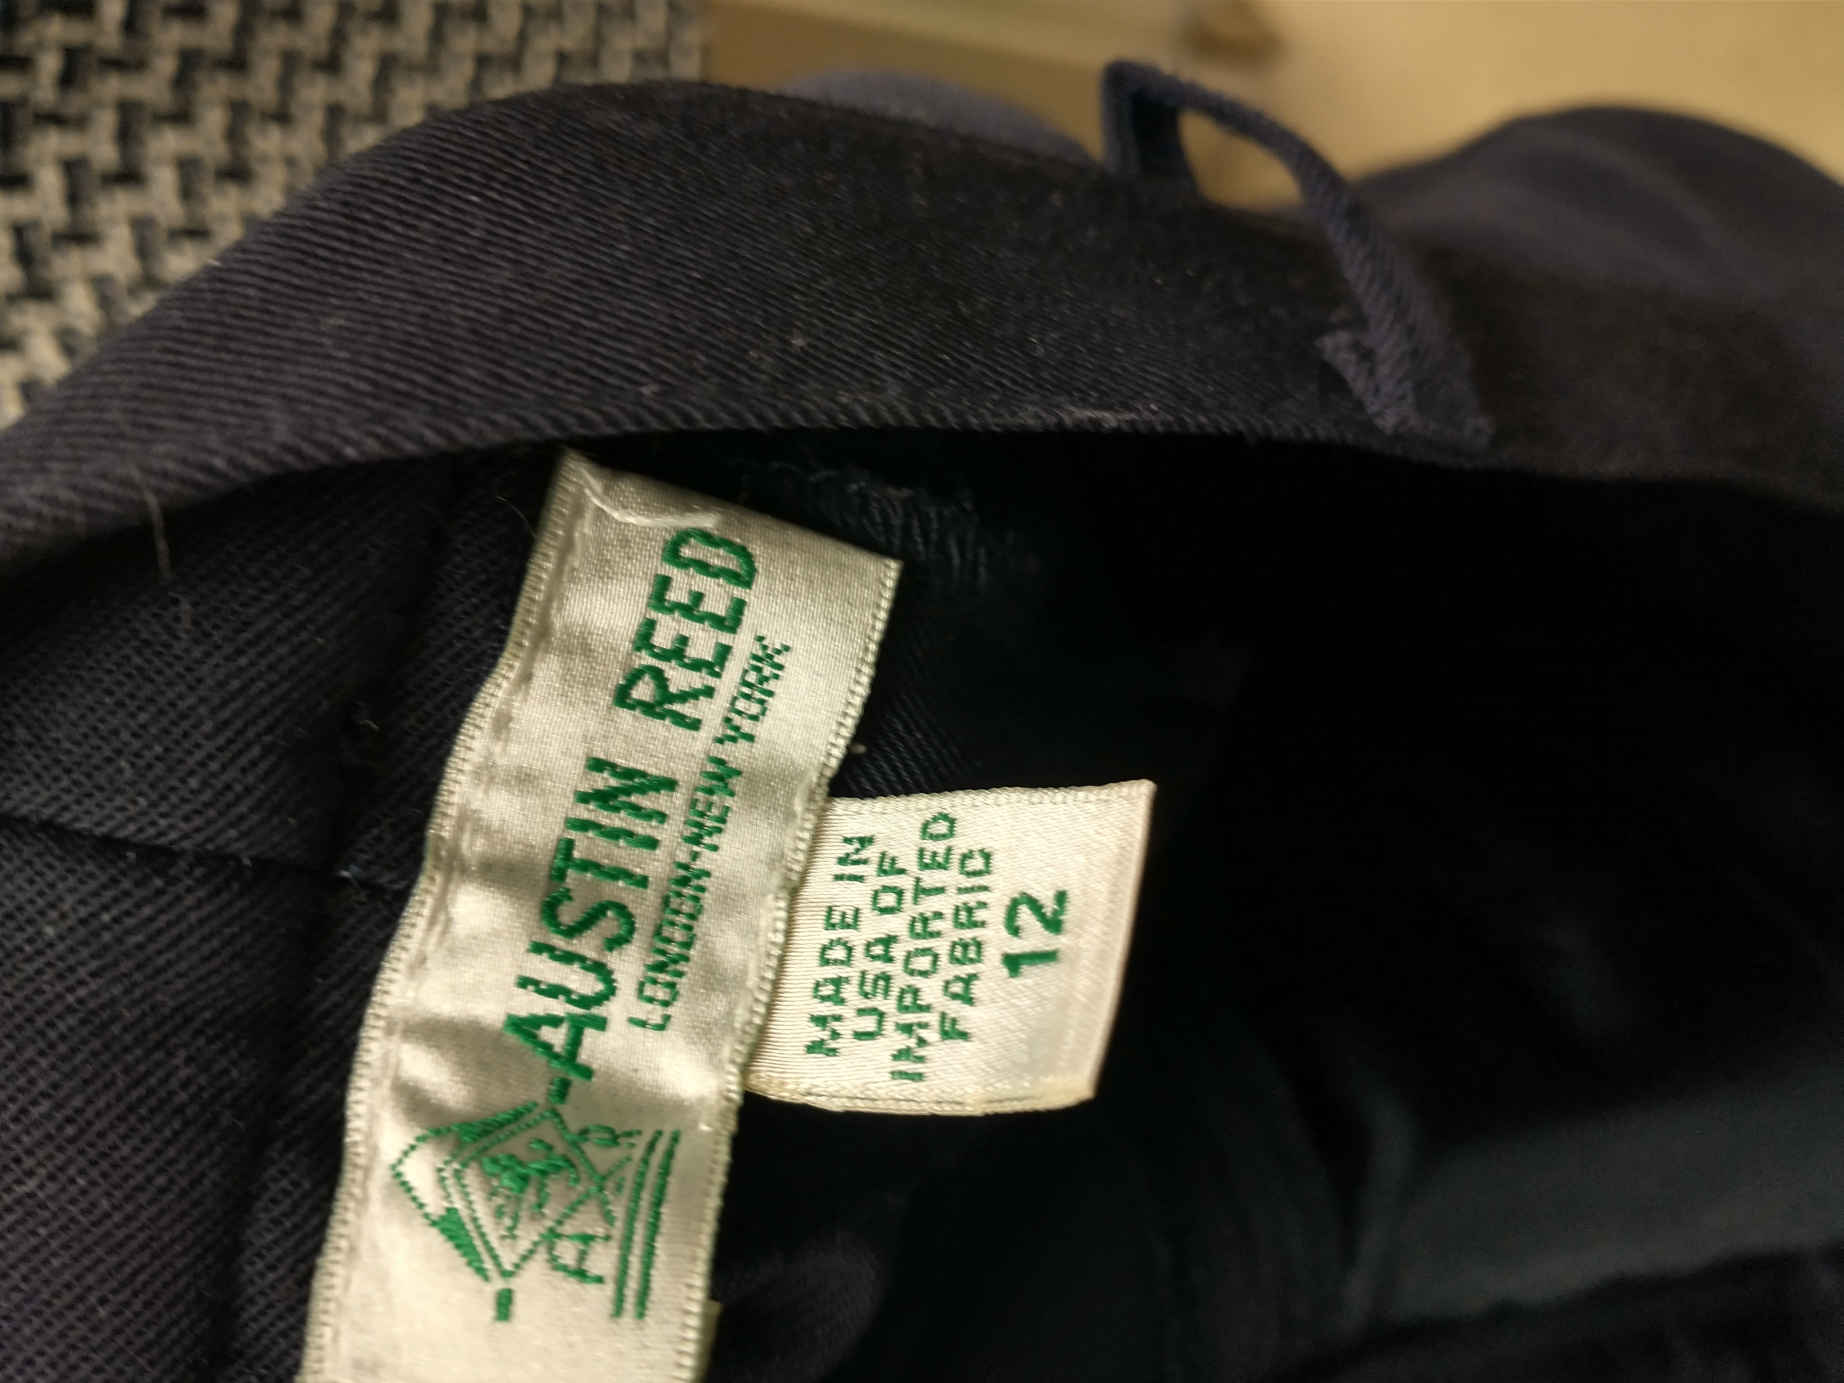 AUSTIN REED
LONDON-NEW YORK
MADE IN
USA OF
IMPORTED
FABRIC
12